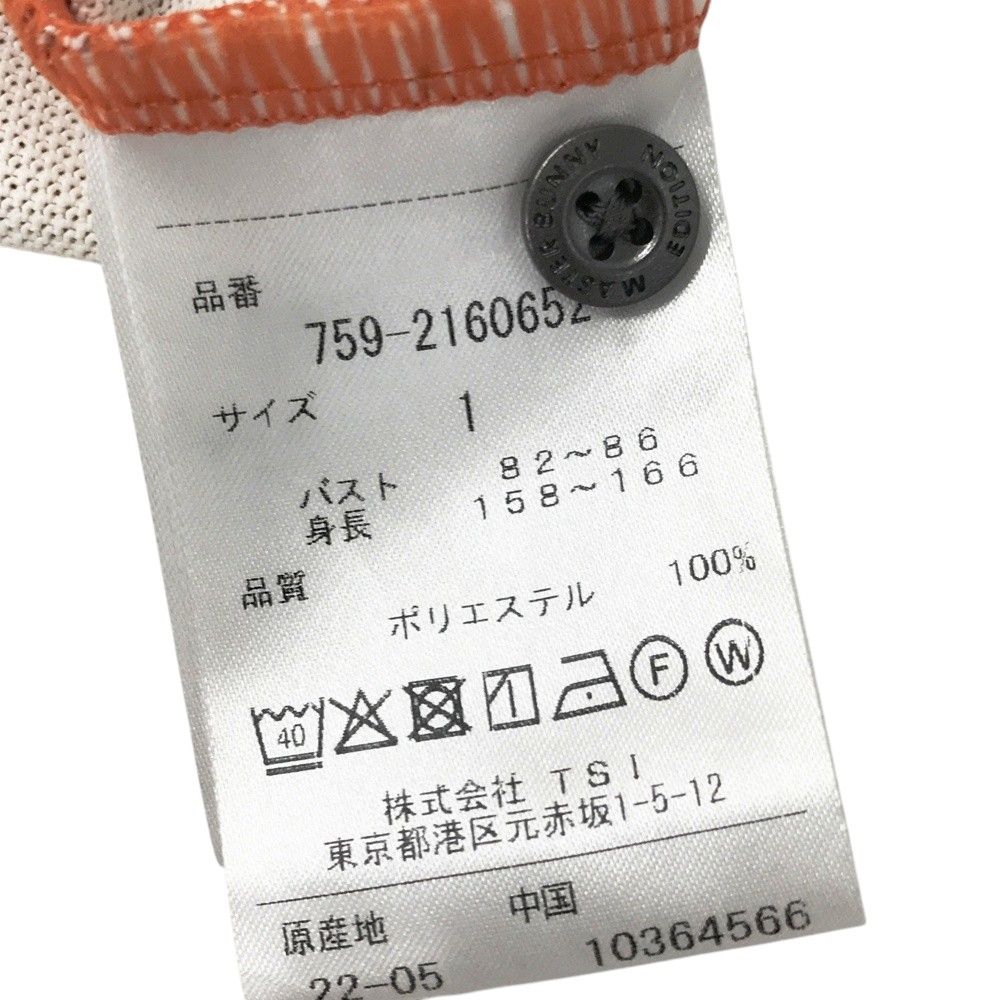 MASTER BUNNY EDITION
品番
759-2160652
サイズ 1
バスト 82~86
身長 158~166
品質
ポリエステル 100%
40 1 F W
株式会社 TSI
東京都港区元赤坂1-5-12
原産地 中国
22-05 10364566